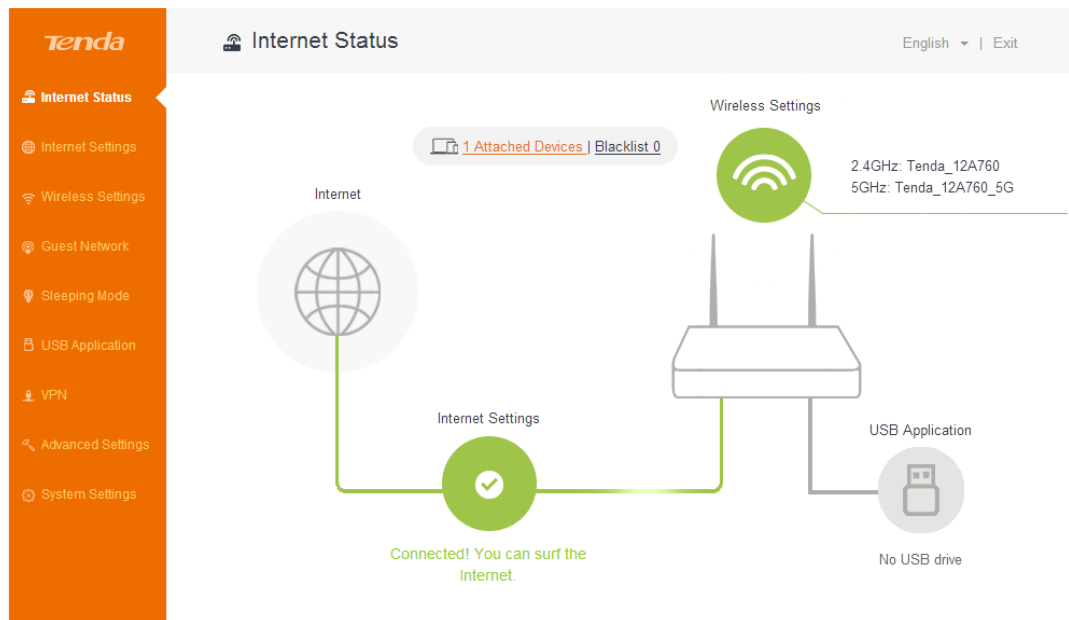 Tenda
Internet Status
English | Exit
Internet Status
Internet Settings
Wireless Settings
Guest Network
Sleeping Mode
USB Application
VPN
Advanced Settings
System Settings
Wireless Settings
1 Attached Devices | Blacklist 0
2.4GHz: Tenda_12A760
5GHz: Tenda_12A760_5G
Internet
Internet Settings
Connected! You can surf the
Internet.
USB Application
No USB drive